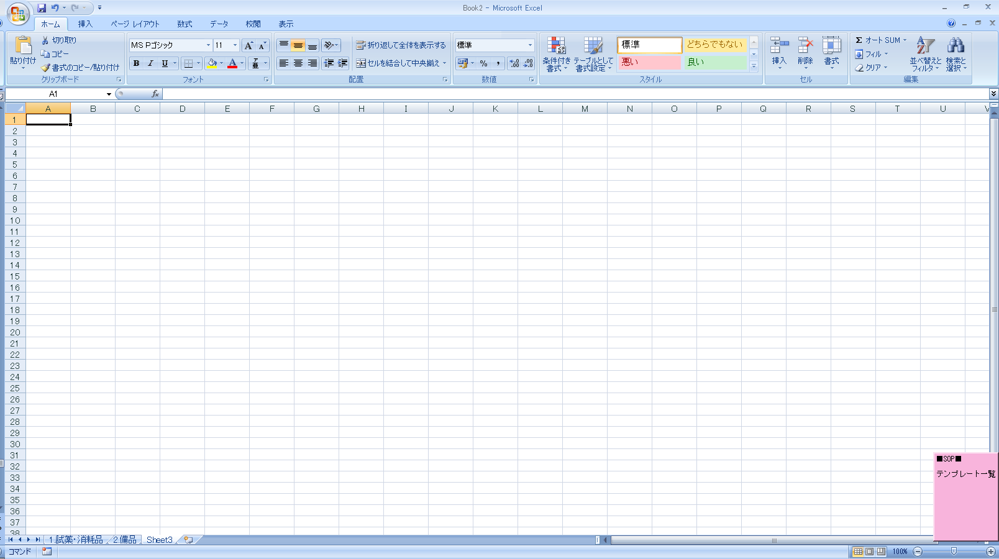 Book2 - Microsoft Excel
ホーム 挿入 ページ レイアウト 数式 データ 校閲 表示
貼り付け
切り取り
コピー
書式のコピー/貼り付け
クリップボード
MS Pゴシック 11
B I U
フォント
折り返して全体を表示する
セルを結合して中央揃え
配置
標準
%
数値
条件付き書式
テーブルとして書式設定
標準 どちらでもない
悪い 良い
スタイル
挿入 削除 書式
セル
Σ オート SUM
フィル
クリア
並べ替えとフィルタ
検索と選択
編集
A1 fx
A B C D E F G H I J K L M N O P Q R S T U V
1
2
3
4
5
6
7
8
9
10
11
12
13
14
15
16
17
18
19
20
21
22
23
24
25
26
27
28
29
30
31
32
33
34
35
36
37
38
■SOP■
テンプレート一覧
1.試薬・消耗品 2.備品 Sheet3
コマンド 100%